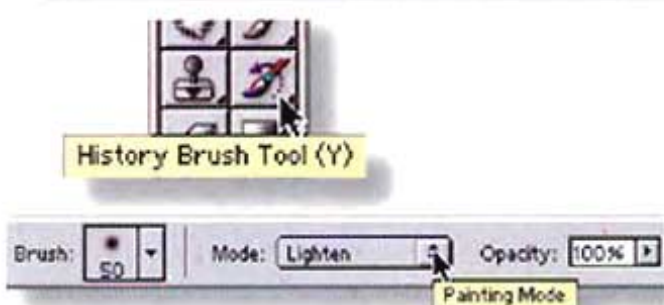 History Brush Tool (Y)
Brush: 50 Mode: Lighten Opacity: 100%
Painting Mode